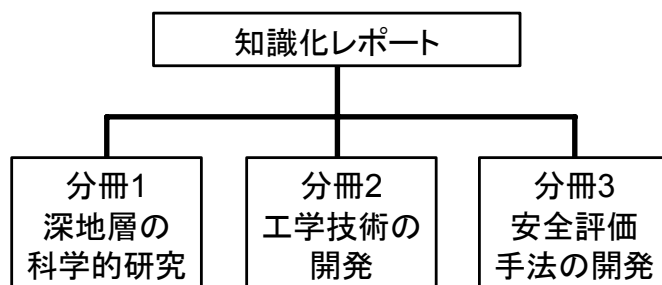 知識化レポート
分冊1
深地層の
科学的研究
分冊2
工学技術の
開発
分冊3
安全評価
手法の開発